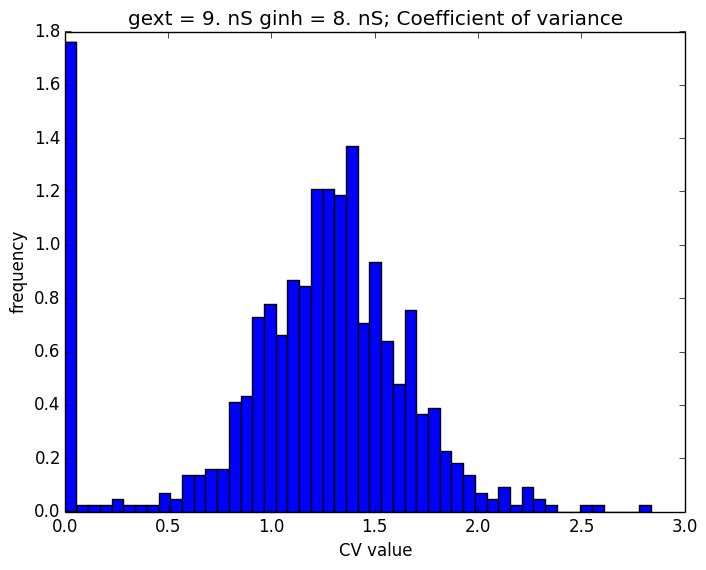 gext = 9. nS ginh = 8. nS; Coefficient of variance
1.8
1.6
1.4
1.2
1.0
0.8
0.6
0.4
0.2
0.0
frequency
0.0 0.5 1.0 1.5 2.0 2.5 3.0
CV value